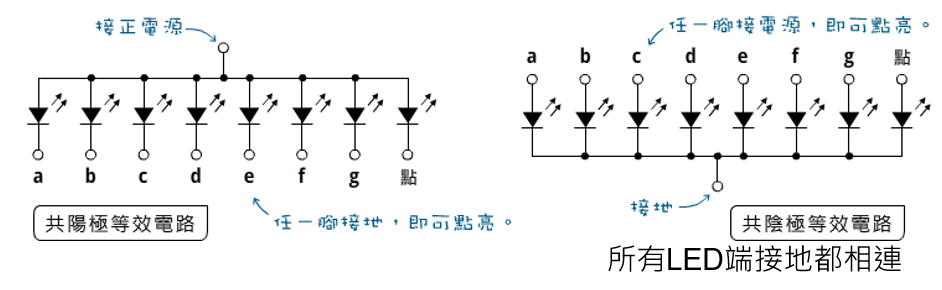 接正電源
任一腳接電源，即可點亮。
a b c d e f g 點
a b c d e f g 點
任一腳接地，即可點亮。
接地
共陽極等效電路
共陰極等效電路
所有LED端接地都相連